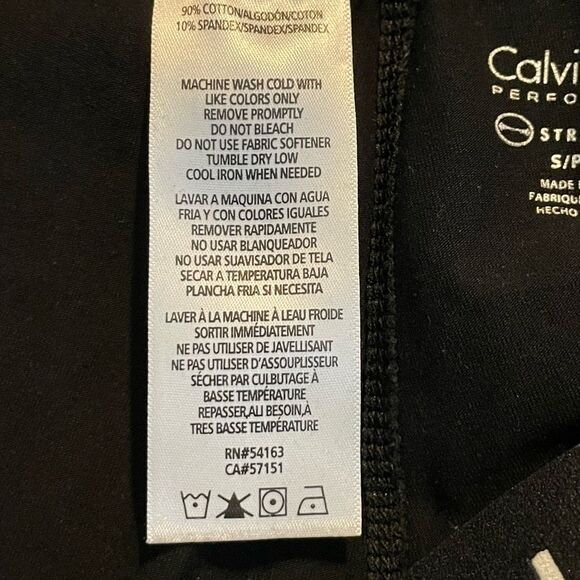 90% COTTON/ALGODÓN/COTON
10% SPANDEX/SPANDEX/SPANDEX
MACHINE WASH COLD WITH
LIKE COLORS ONLY
REMOVE PROMPTLY
DO NOT BLEACH
DO NOT USE FABRIC SOFTENER
TUMBLE DRY LOW
COOL IRON WHEN NEEDED
LAVAR A MAQUINA CON AGUA
FRIA Y CON COLORES IGUALES
REMOVER RAPIDAMENTE
NO USAR BLANQUEADOR
NO USAR SUAVISADOR DE TELA
SECAR A TEMPERATURA BAJA
PLANCHA FRIA SI NECESITA
LAVER À LA MACHINE À LEAU FROIDE
SORTIR IMMÉDIATEMENT
NE PAS UTILISER DE JAVELLISANT
NE PAS UTILISER D'ASSOUPLISSEUR
SÉCHER PAR CULBUTAGE À
BASSE TEMPÉRATURE
REPASSER,ALI BESOIN,À
TRES BASSE TEMPÉRATURE
RN#54163
CA#57151
Calvi
PERFO
STR
S/P
MADE
FABRIQU
HECHO